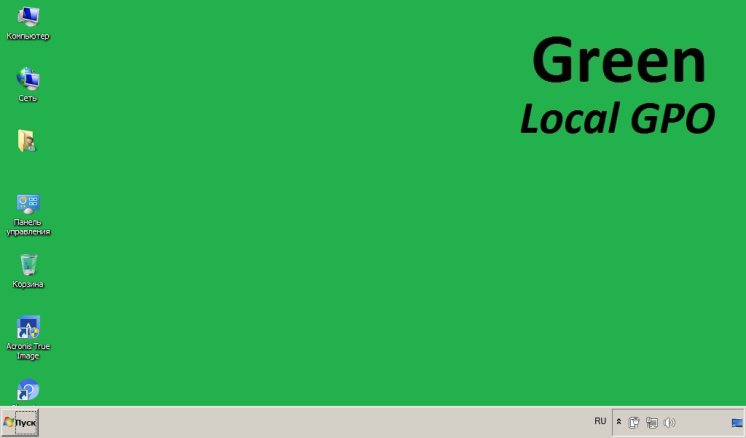 Компьютер
Сеть
Панель
управления
Корзина
Acronis True
Image
Green
Local GPO
Пуск
RU